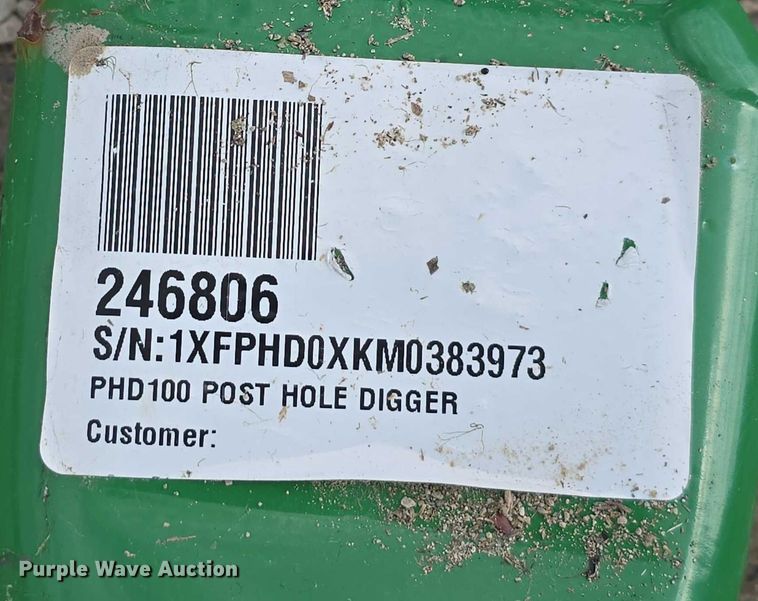 246806
S/N:1XFPHD0XKM0383973
PHD100 POST HOLE DIGGER
Customer:
Purple Wave Auction